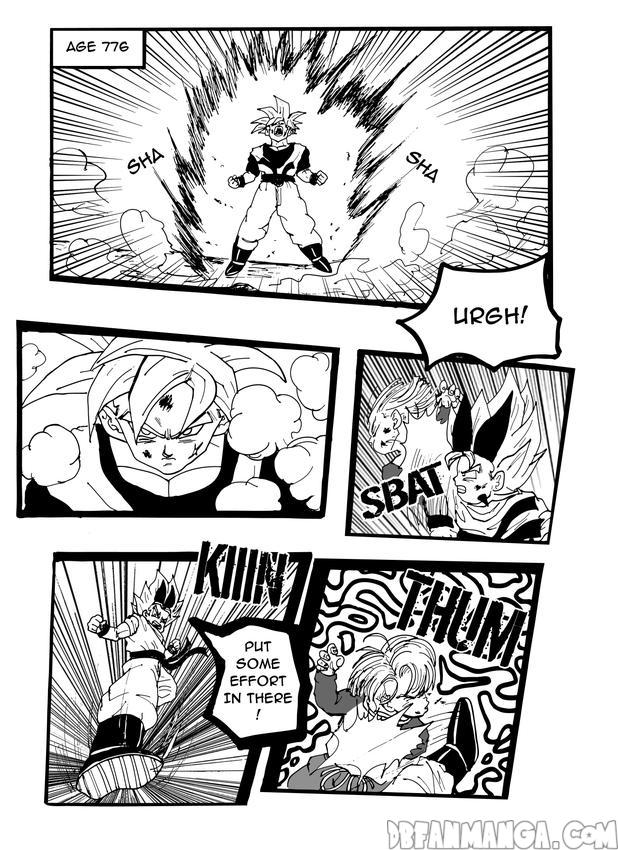 AGE 776
SHA
SHA
URGH!
SBAT
KIIIN
PUT
SOME
EFFORT
IN THERE
!
THUM
DBFANMANGA.COM